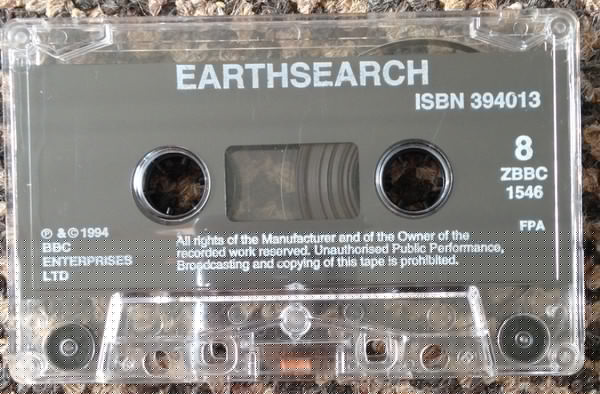 EARTHSEARCH
ISBN 394013
8
ZBBC
1546
FPA
℗ & © 1994
BBC
ENTERPRISES
LTD
All rights of the Manufacturer and of the Owner of the
recorded work reserved. Unauthorised Public Performance,
Broadcasting and copying of this tape is prohibited.